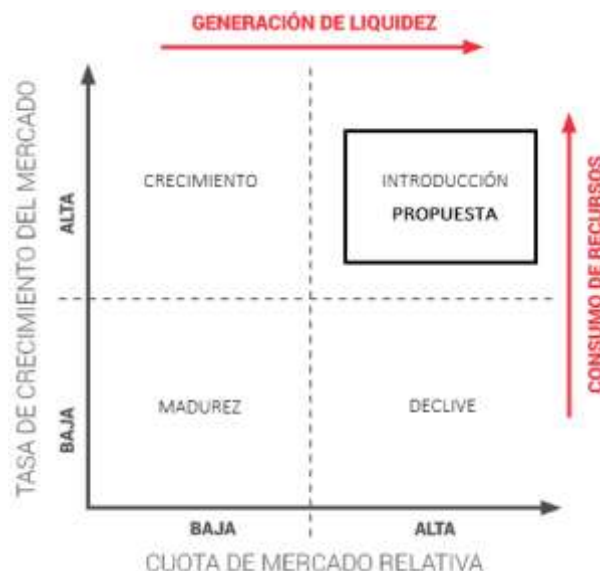 GENERACIÓN DE LIQUIDEZ
TASA DE CRECIMIENTO DEL MERCADO
ALTA
BAJA
CRECIMIENTO
INTRODUCCIÓN
PROPUESTA
CONSUMO DE RECURSOS
MADUREZ
DECLIVE
BAJA
ALTA
CUOTA DE MERCADO RELATIVA